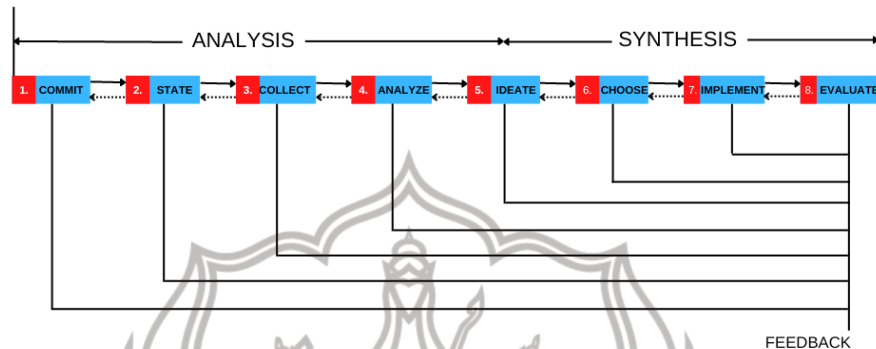 ANALYSIS SYNTHESIS
1. COMMIT 2. STATE 3. COLLECT 4. ANALYZE 5. IDEATE 6. CHOOSE 7. IMPLEMENT 8. EVALUATE
FEEDBACK